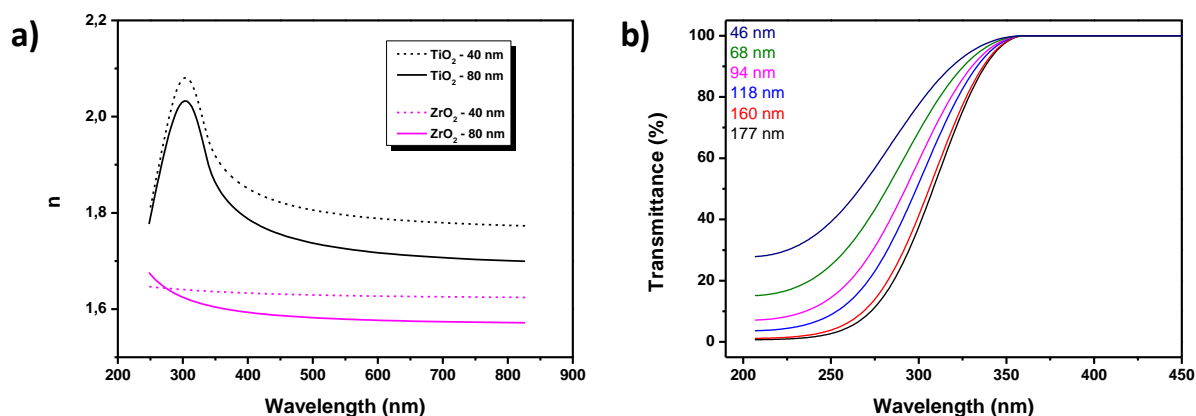 a)
2,2
2,0
1,8
1,6
n
TiO₂ - 40 nm
TiO₂ - 80 nm
ZrO₂ - 40 nm
ZrO₂ - 80 nm
200 300 400 500 600 700 800 900
Wavelength (nm)
b)
100
80
60
40
20
0
Transmittance (%)
46 nm
68 nm
94 nm
118 nm
160 nm
177 nm
200 250 300 350 400 450
Wavelength (nm)